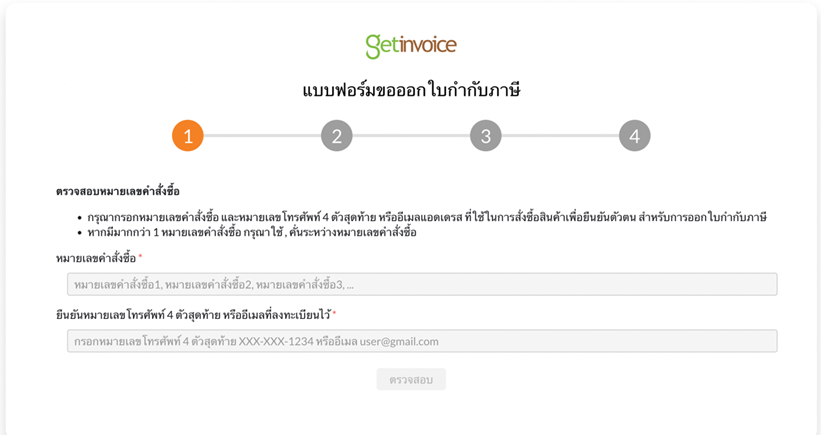 getinvoice
แบบฟอร์มขอออกใบกำกับภาษี
1 2 3 4
ตรวจสอบหมายเลขคำสั่งซื้อ
• กรุณากรอกหมายเลขคำสั่งซื้อ และหมายเลขโทรศัพท์ 4 ตัวสุดท้าย หรืออีเมลแอดเดรส ที่ใช้ในการสั่งซื้อสินค้าเพื่อยืนยันตัวตน สำหรับการออกใบกำกับภาษี
• หากมีมากกว่า 1 หมายเลขคำสั่งซื้อ กรุณาใช้ , คั่นระหว่างหมายเลขคำสั่งซื้อ
หมายเลขคำสั่งซื้อ *
หมายเลขคำสั่งซื้อ1, หมายเลขคำสั่งซื้อ2, หมายเลขคำสั่งซื้อ3, ...
ยืนยันหมายเลขโทรศัพท์ 4 ตัวสุดท้าย หรืออีเมลที่ลงทะเบียนไว้ *
กรอกหมายเลขโทรศัพท์ 4 ตัวสุดท้าย XXX-XXX-1234 หรืออีเมล user@gmail.com
ตรวจสอบ